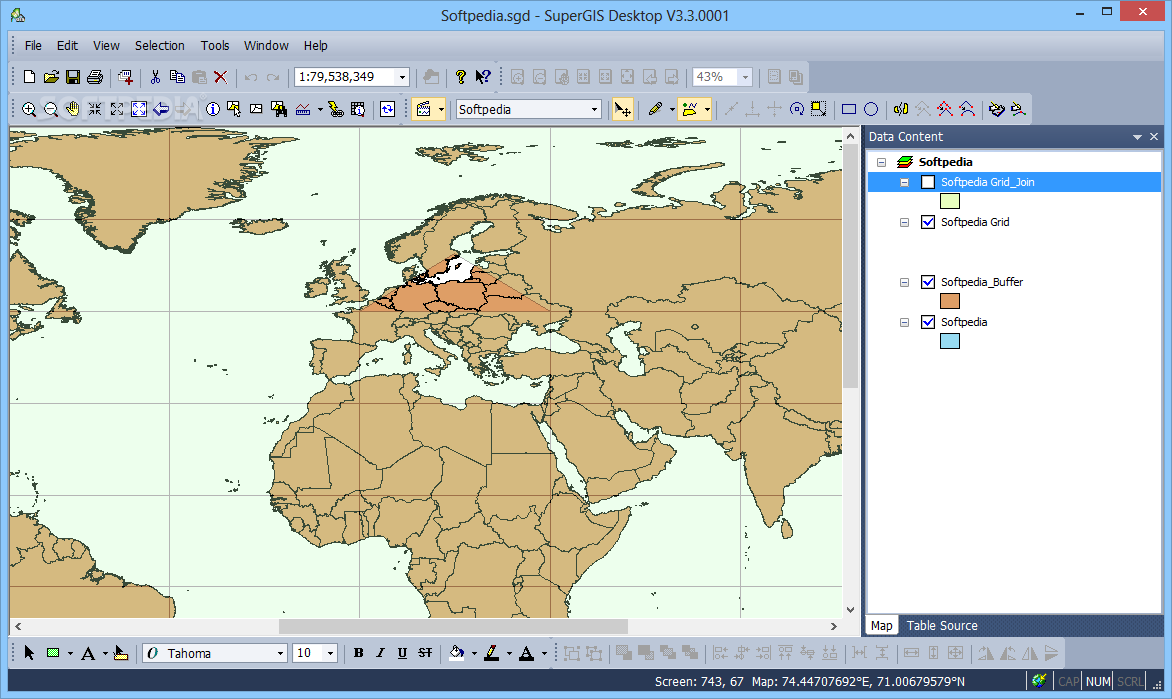 Softpedia.sgd - SuperGIS Desktop V3.3.0001
File Edit View Selection Tools Window Help
1:79,538,349 43%
SOFTPEDIA
Softpedia
Data Content
Softpedia
Softpedia Grid_Join
Softpedia Grid
Softpedia_Buffer
Softpedia
Map Table Source
A O Tahoma 10 B I U ST A
Screen: 743, 67 Map: 74.44707692°E, 71.00679579°N CAP NUM SCRL